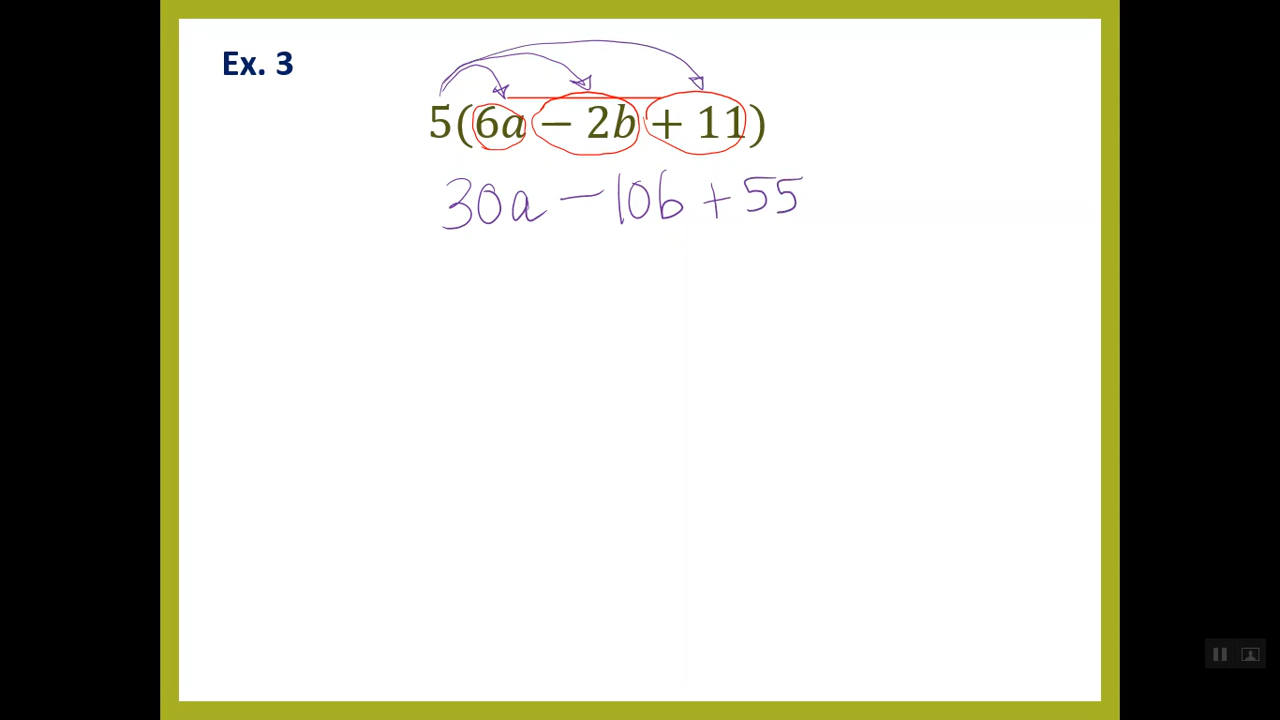 Ex. 3
5(6a − 2b + 11)
30a − 10b + 55